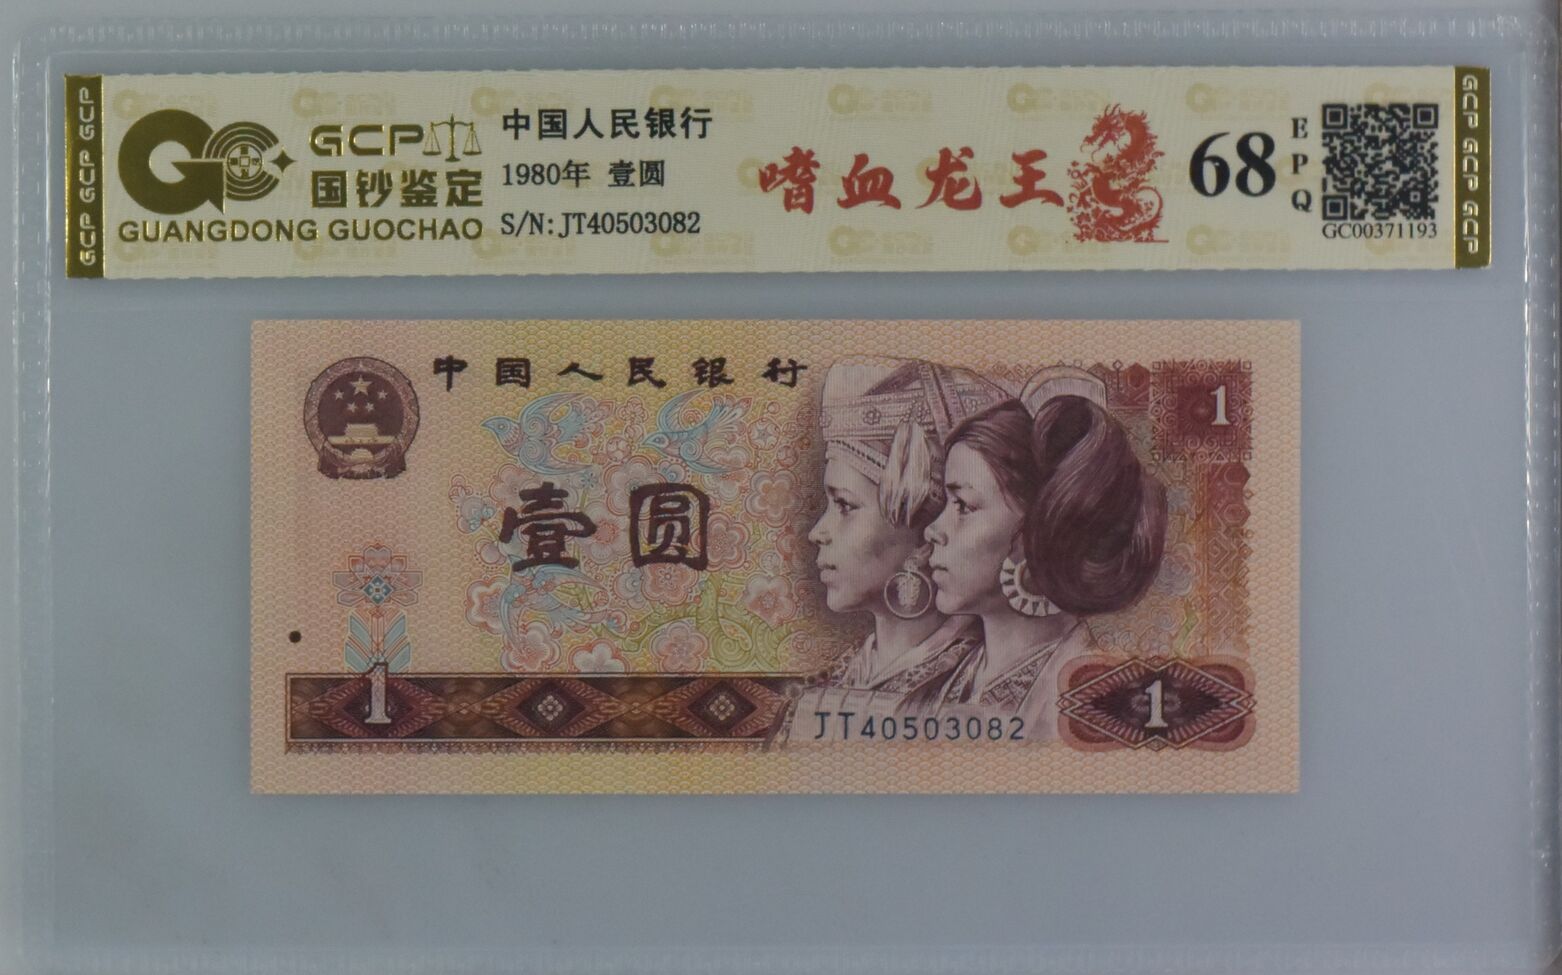 GCP GCP GCP
GCP
国钞鉴定
GUANGDONG GUOCHAO
中国人民银行
1980年 壹圆
S/N: JT40503082
嗜血龙王
68
EPQ
GC00371193
GCP GCP GCP
中国人民银行
1
壹圆
1
JT40503082
1